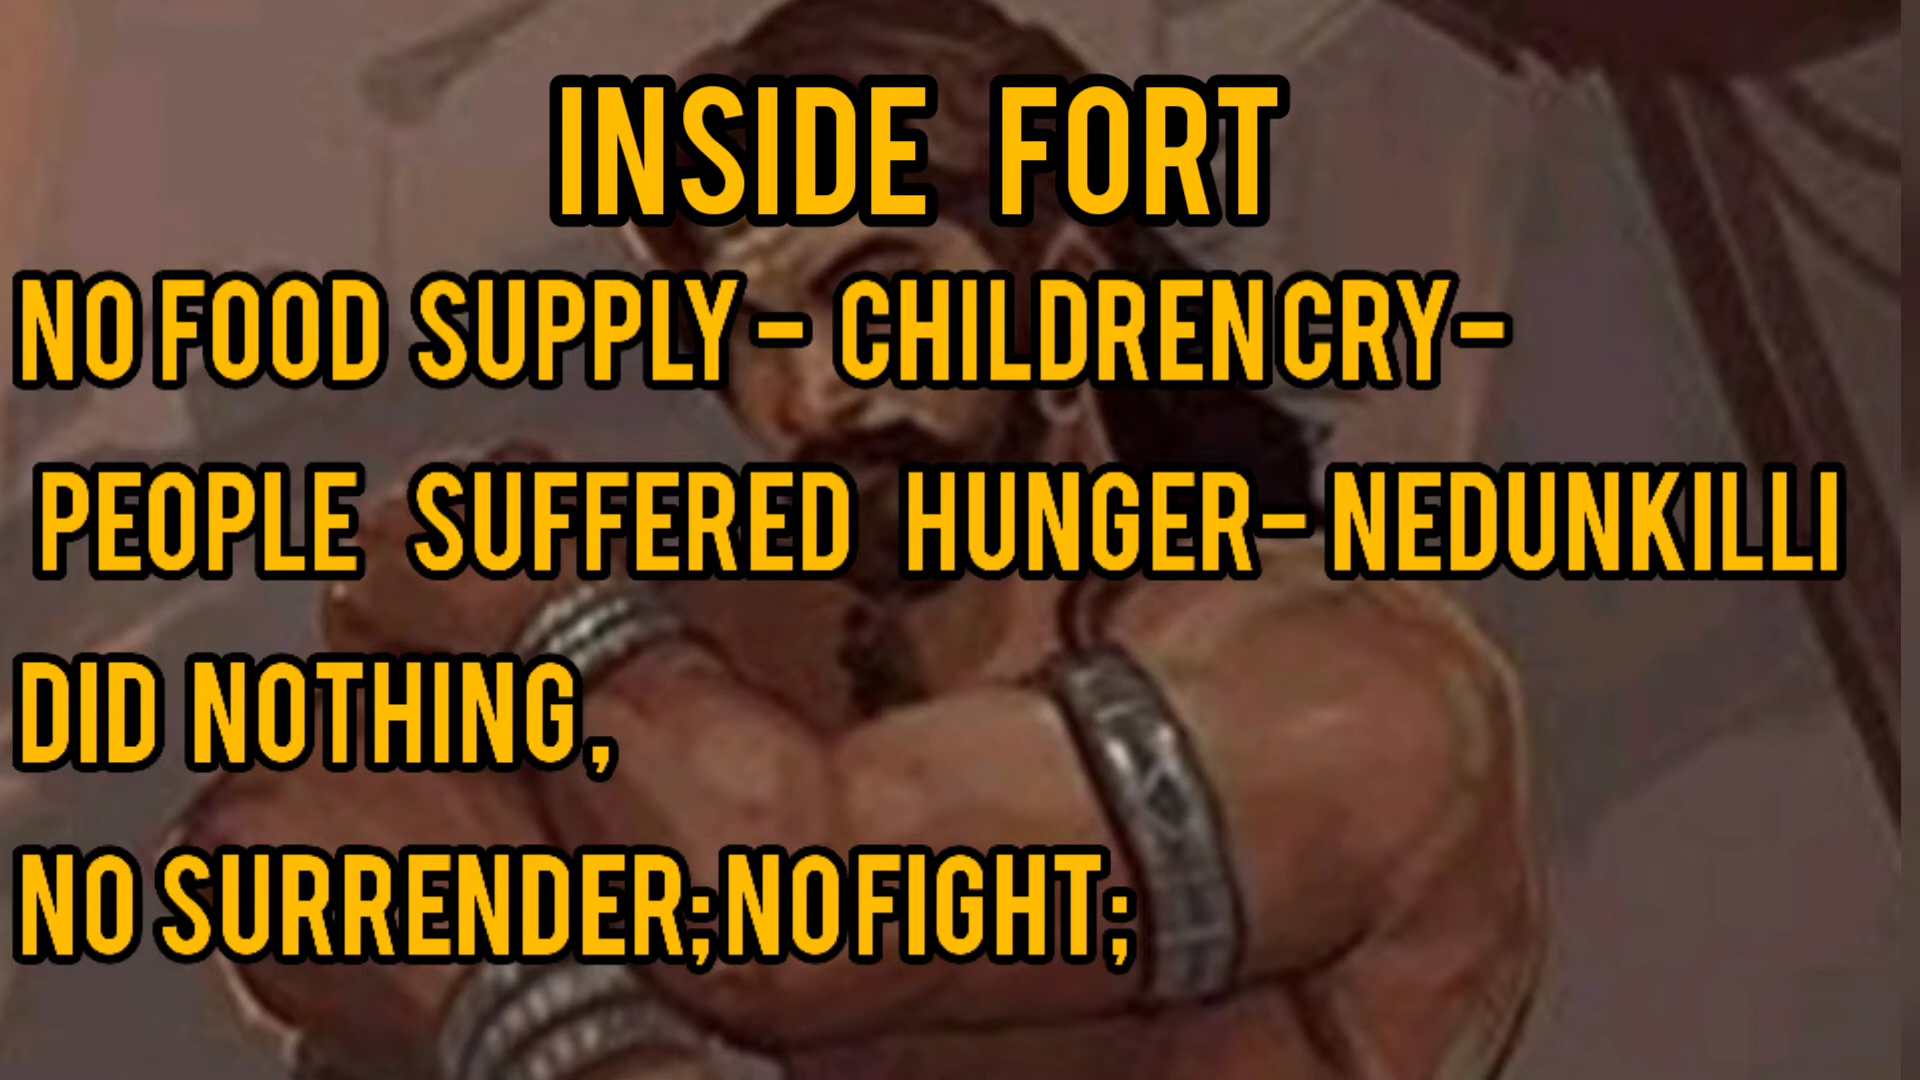 INSIDE FORT
NO FOOD SUPPLY - CHILDREN CRY-
PEOPLE SUFFERED HUNGER- NEDUNKILLI
DID NOTHING,
NO SURRENDER; NO FIGHT;